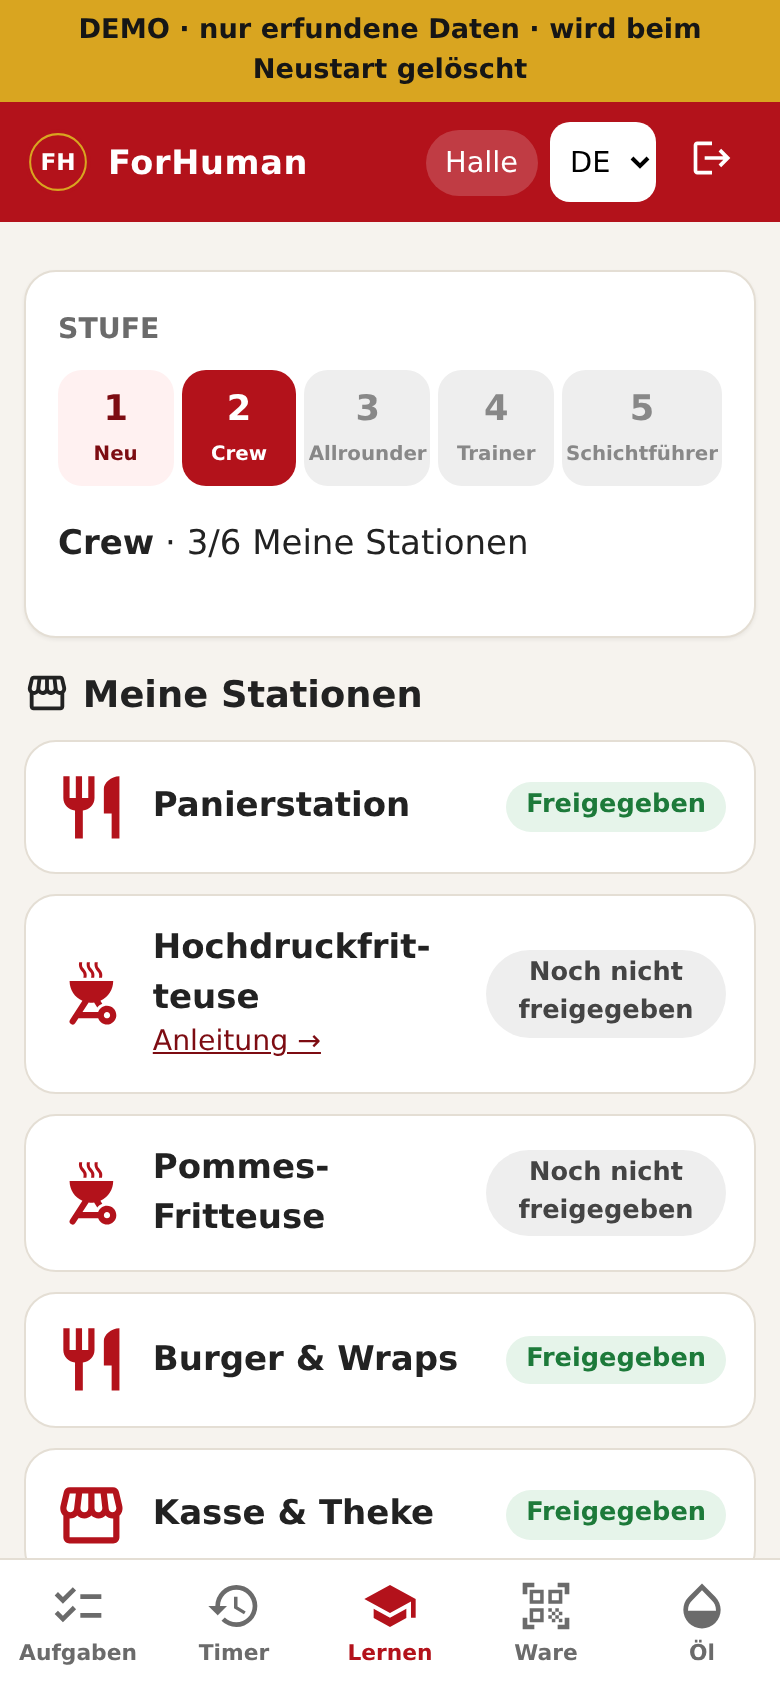 DEMO · nur erfundene Daten · wird beim
Neustart gelöscht
FH ForHuman Halle DE
STUFE
1 2 3 4 5
Neu Crew Allrounder Trainer Schichtführer
Crew · 3/6 Meine Stationen
Meine Stationen
Panierstation Freigegeben
Hochdruckfrit-
teuse
Anleitung →
Noch nicht
freigegeben
Pommes-
Fritteuse
Noch nicht
freigegeben
Burger & Wraps Freigegeben
Kasse & Theke Freigegeben
Aufgaben Timer Lernen Ware Öl